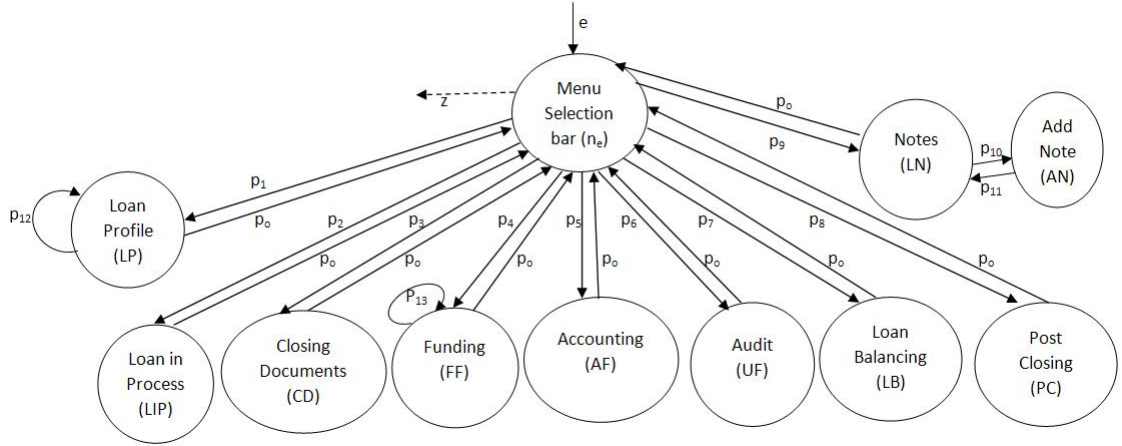 e
Menu
Selection
bar (nₑ)
z
pₒ
p₉
Notes
(LN)
p₁₀
p₁₁
Add
Note
(AN)
p₁
pₒ
p₁₂
Loan
Profile
(LP)
p₂
pₒ
p₃
pₒ
p₄
pₒ
p₅
pₒ
p₆
pₒ
p₇
pₒ
p₈
pₒ
P₁₃
Loan in
Process
(LIP)
Closing
Documents
(CD)
Funding
(FF)
Accounting
(AF)
Audit
(UF)
Loan
Balancing
(LB)
Post
Closing
(PC)